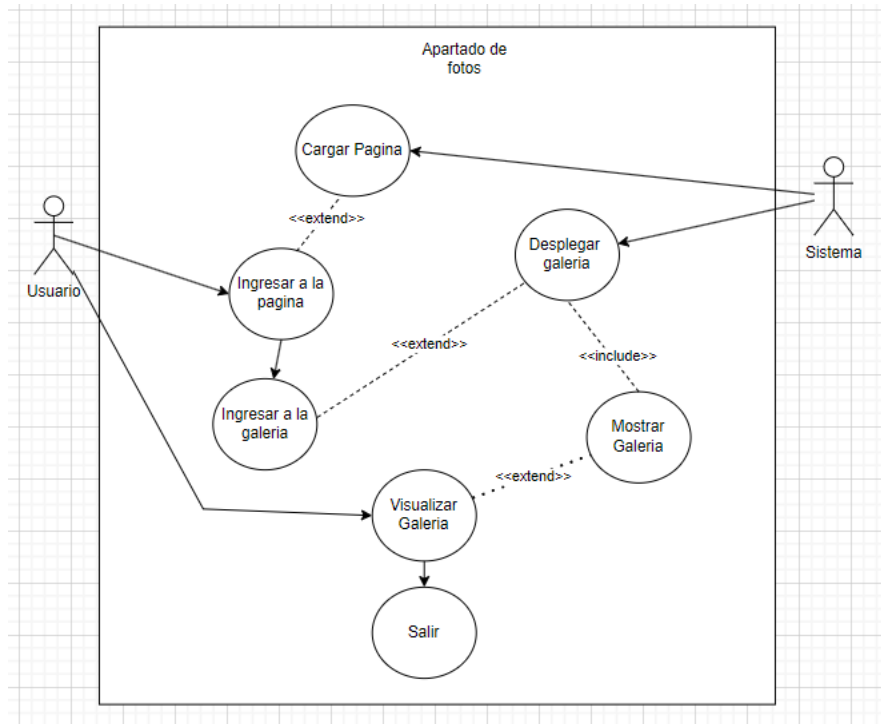 Apartado de
fotos
Cargar Pagina
<<extend>>
Usuario
Sistema
Ingresar a la
pagina
Desplegar
galeria
<<extend>>
<<include>>
Ingresar a la
galeria
Mostrar
Galeria
<<extend>>
Visualizar
Galeria
Salir